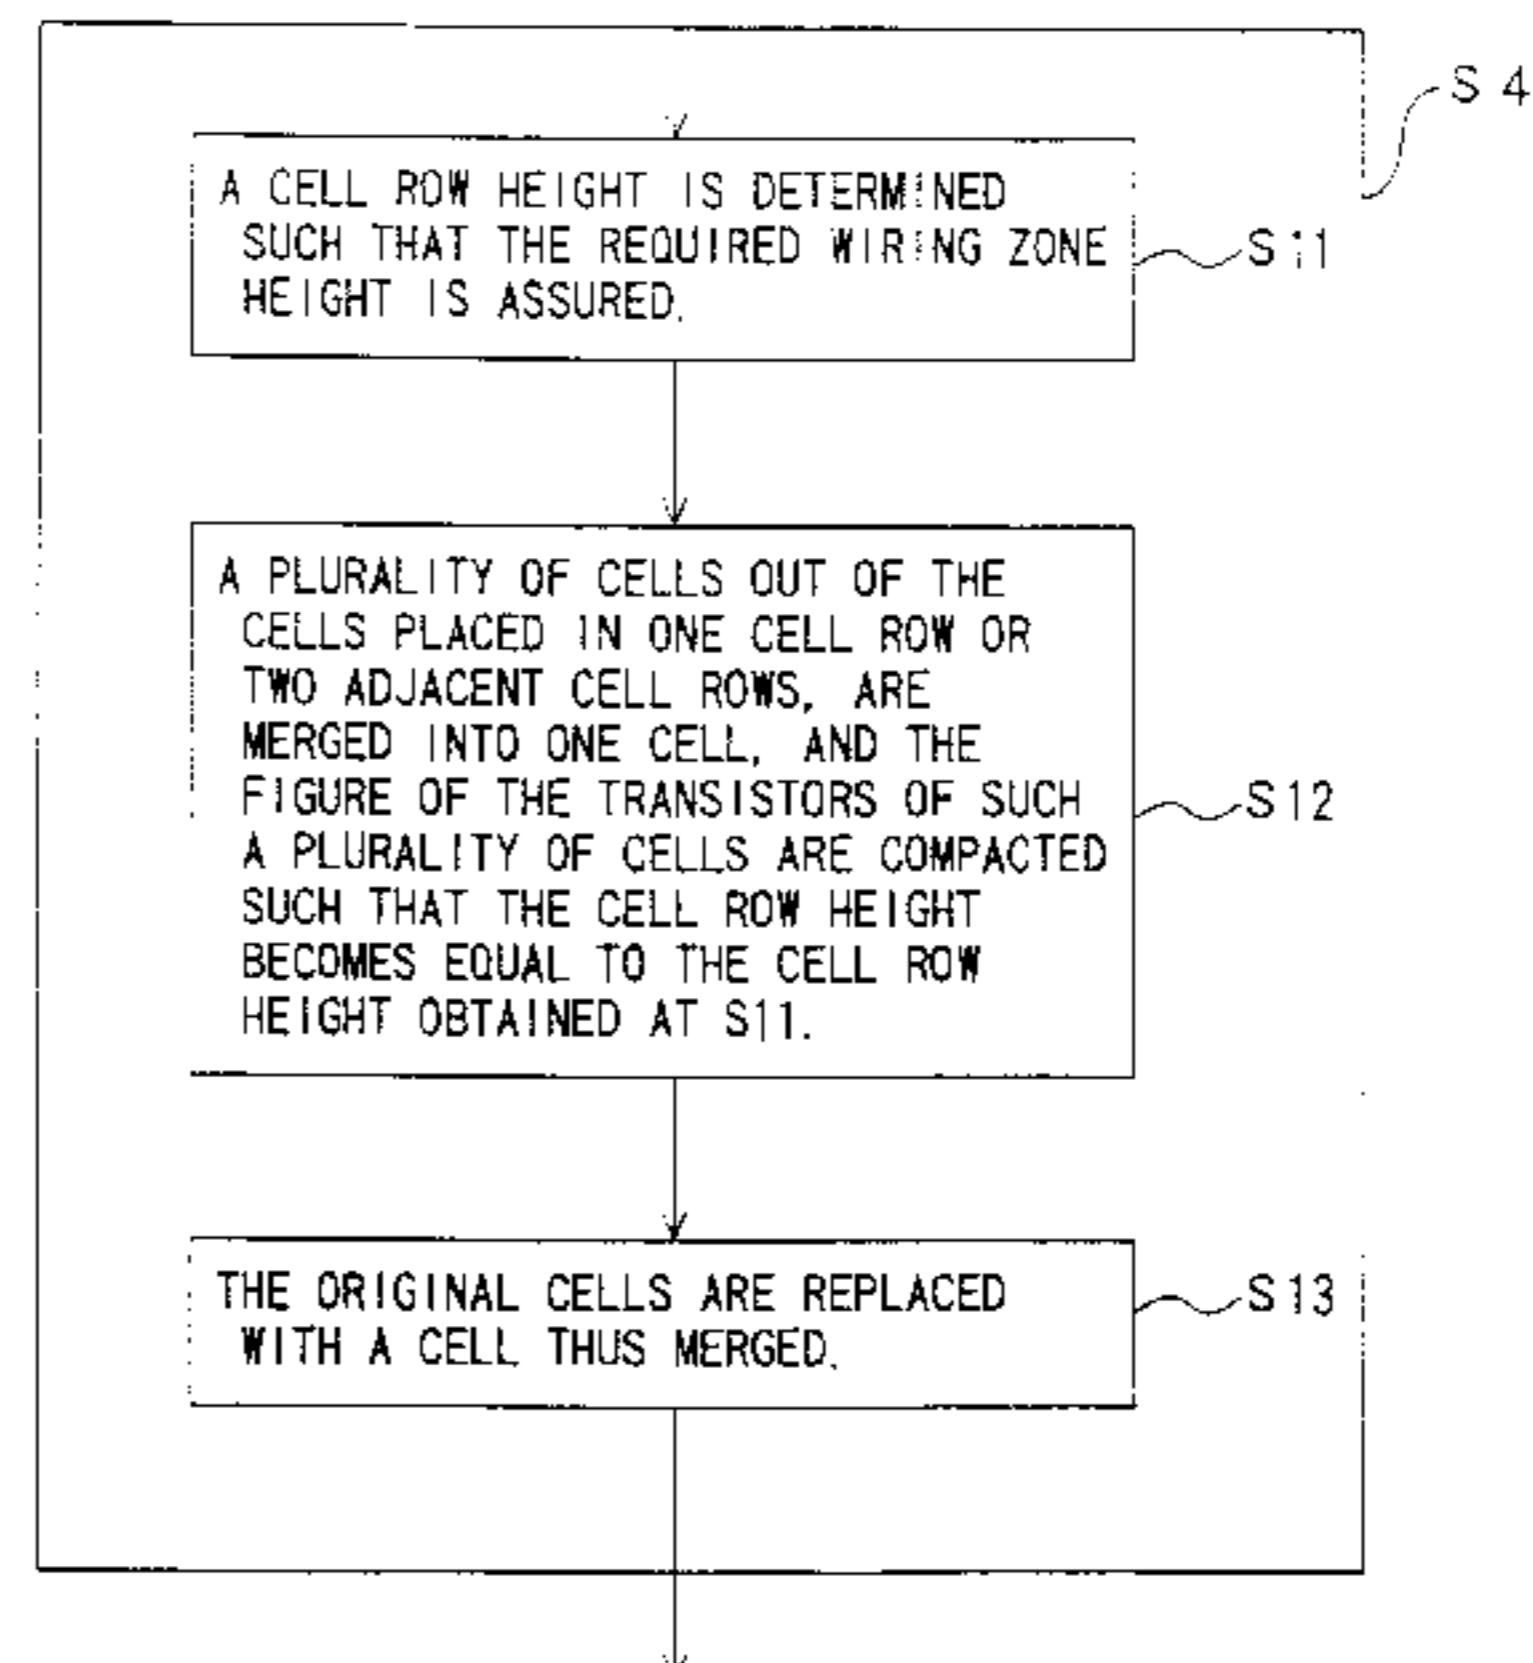 S 4
A CELL ROW HEIGHT IS DETERMINED
SUCH THAT THE REQUIRED WIRING ZONE
HEIGHT IS ASSURED.
S11
A PLURALITY OF CELLS OUT OF THE
CELLS PLACED IN ONE CELL ROW OR
TWO ADJACENT CELL ROWS, ARE
MERGED INTO ONE CELL, AND THE
FIGURE OF THE TRANSISTORS OF SUCH
A PLURALITY OF CELLS ARE COMPACTED
SUCH THAT THE CELL ROW HEIGHT
BECOMES EQUAL TO THE CELL ROW
HEIGHT OBTAINED AT S11.
S12
THE ORIGINAL CELLS ARE REPLACED
WITH A CELL THUS MERGED.
S13